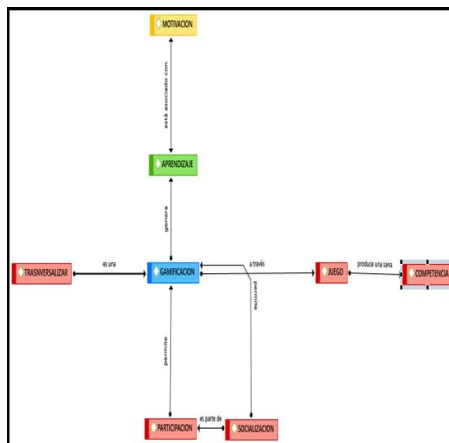 MOTIVACION
está asociado con
APRENDIZAJE
genera
TRASNVERSALIZAR
es una
GAMIFICACION
a través
JUEGO
produce una sana
COMPETENCIA
permite
permite
PARTICIPACION
es parte de
SOCIALIZACION